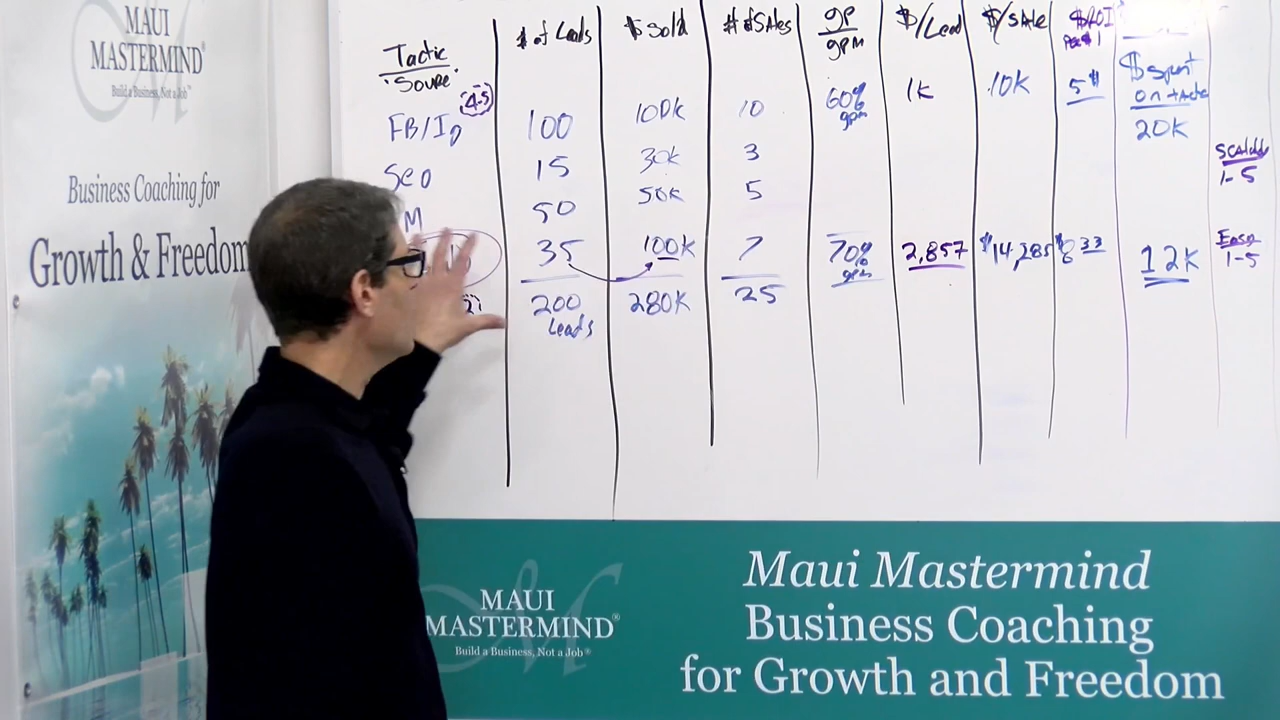 MAUI
MASTERMIND®
Build a Business, Not a Job™
Business Coaching for
Growth & Freedom
Tactic
Source
# of Leads
$ Sold
# of Sales
gp
gpm
$/Lead
$/Sale
$ROI
Per $1
$ Spent
on tactic
4.5
FB/IG 100 100k 10 60% gpm 1k 10k 5$ 20K
SEO 15 30k 3
M 50 50k 5
35 100k 7 70% gpm 2,857 $14,285 $8.33 12K
200 Leads 280K 25
Scalable
1-5
Easy
1-5
MAUI
MASTERMIND®
Build a Business, Not a Job®
Maui Mastermind
Business Coaching
for Growth and Freedom